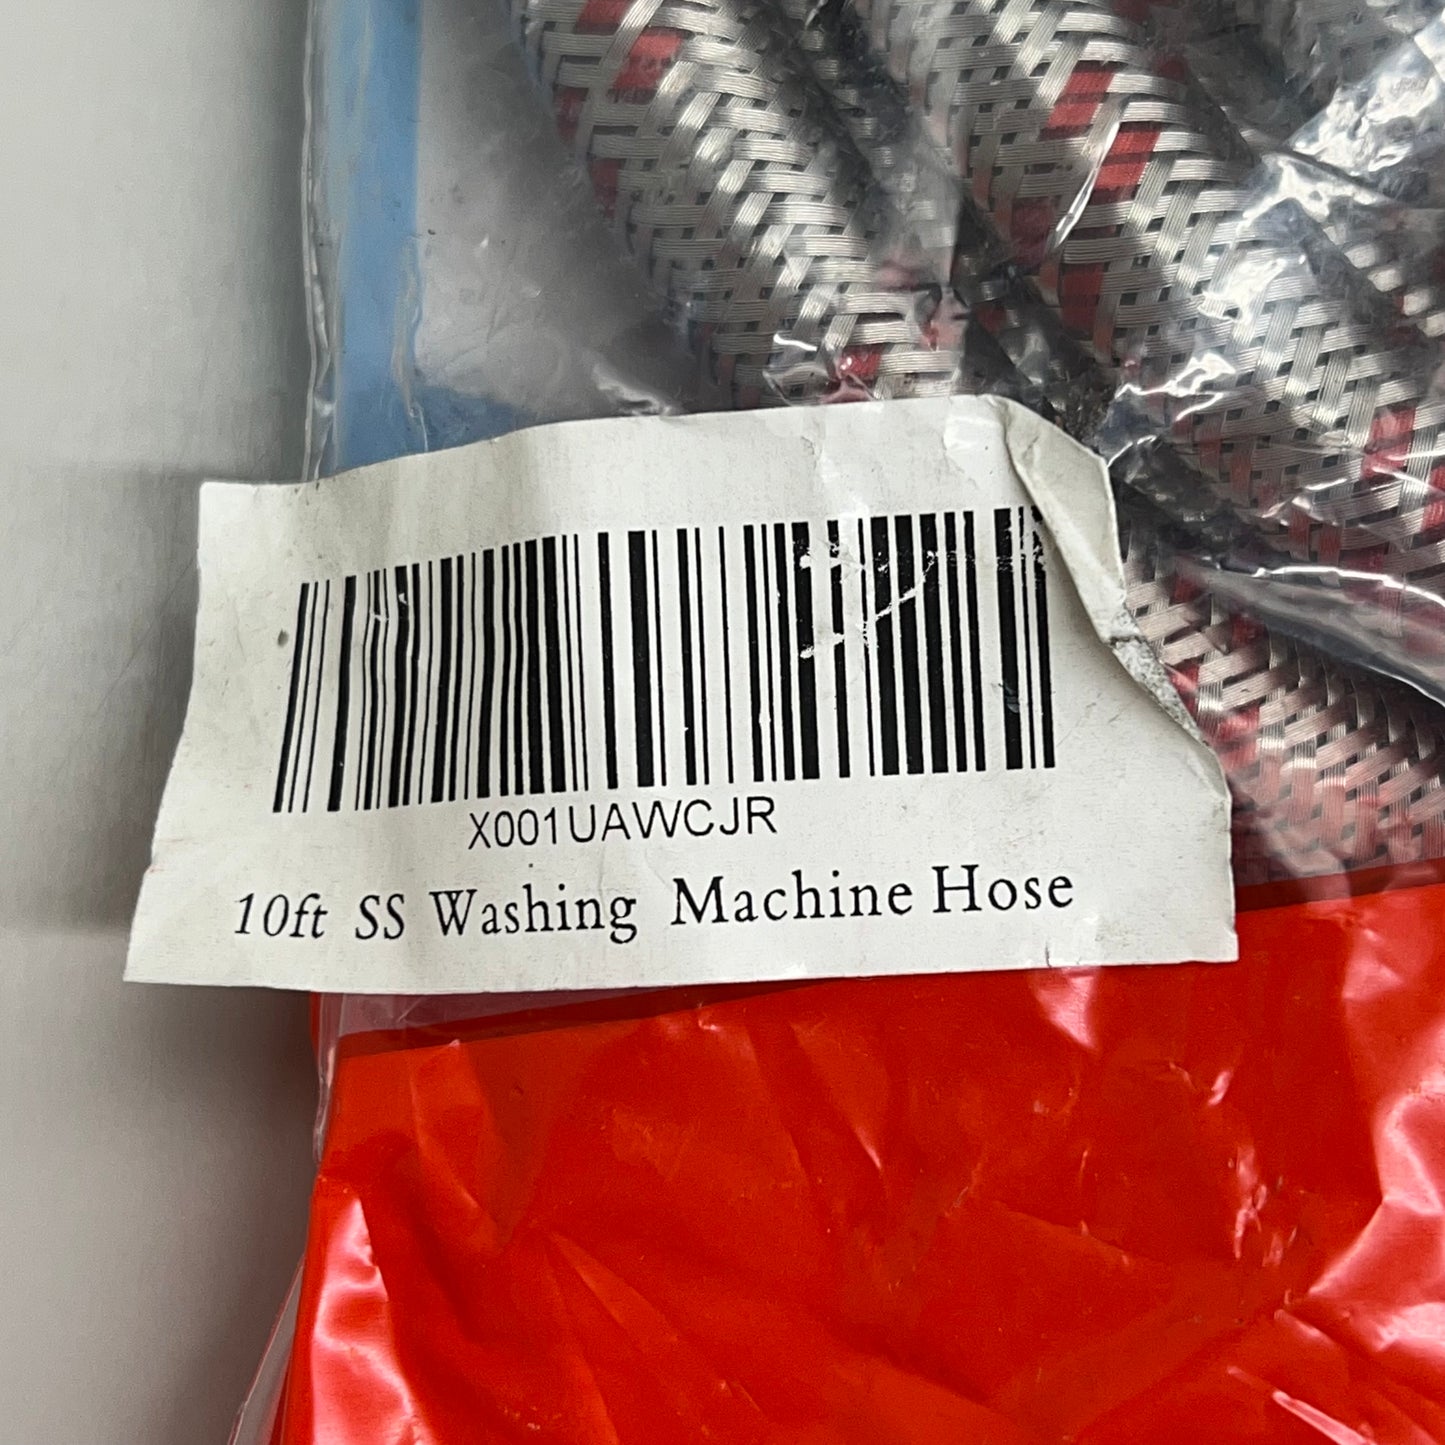 X001UAWCJR
10ft SS Washing Machine Hose